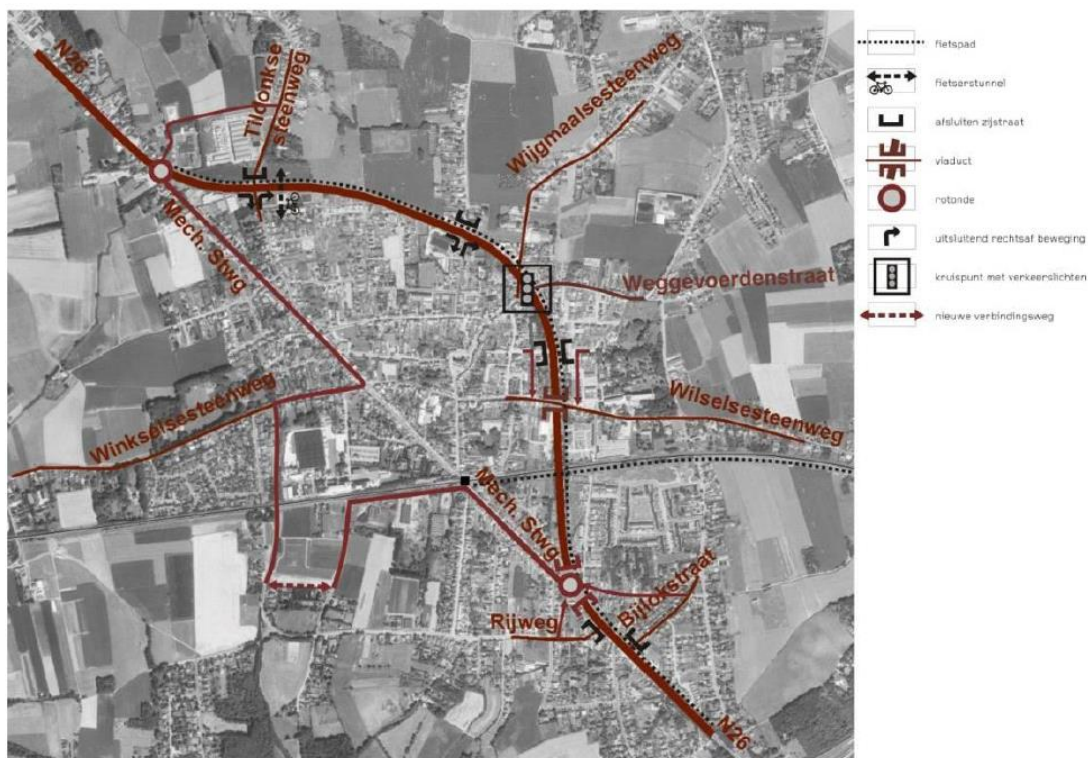 N26
Tildonkse
steenweg
Wijgmaalsesteenweg
Mech. Stwg
Weggevoerdenstraat
Winkselsesteenweg
Wilselsesteenweg
Mech. Stwg
Bijlokstraat
Rijweg
N26
fietspad
fietserstunnel
afsluiten zijstraat
viaduct
rotonde
uitsluitend rechtsaf beweging
kruispunt met verkeerslichten
nieuwe verbindingsweg